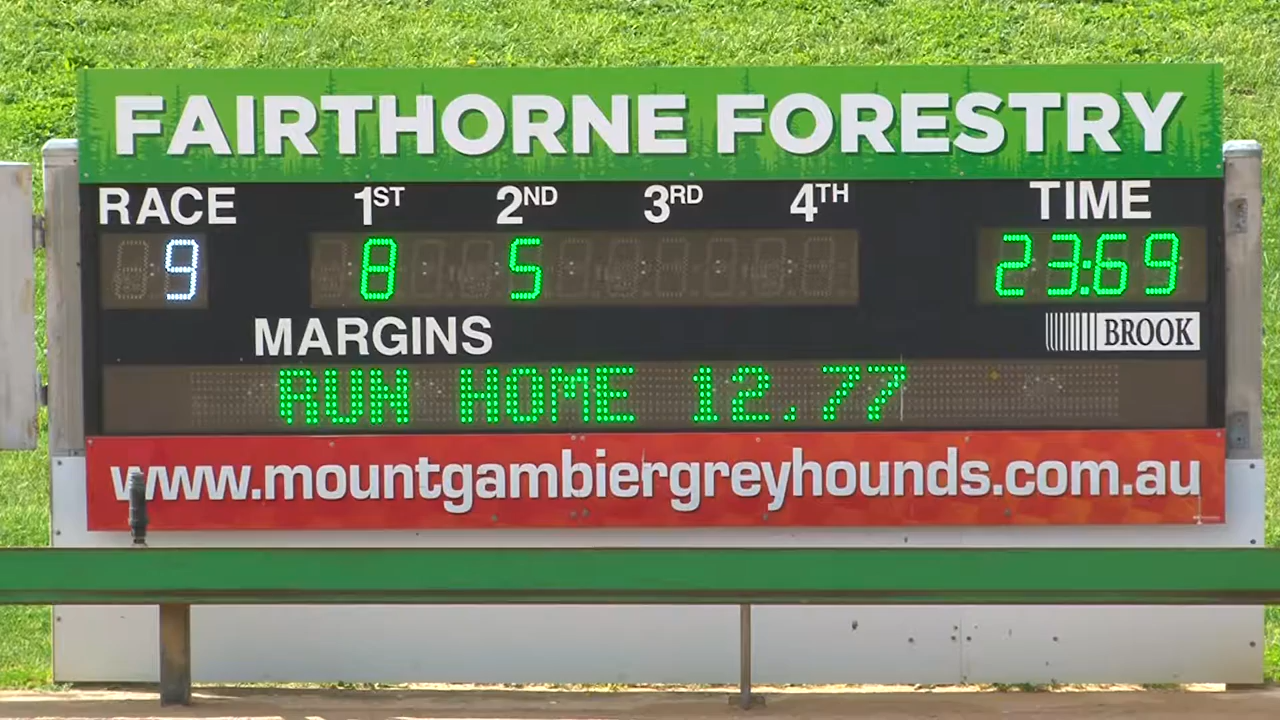 FAIRTHORNE FORESTRY
RACE 1ST 2ND 3RD 4TH TIME
9 8 5 23:69
MARGINS BROOK
RUN HOME 12.77
www.mountgambiergreyhounds.com.au